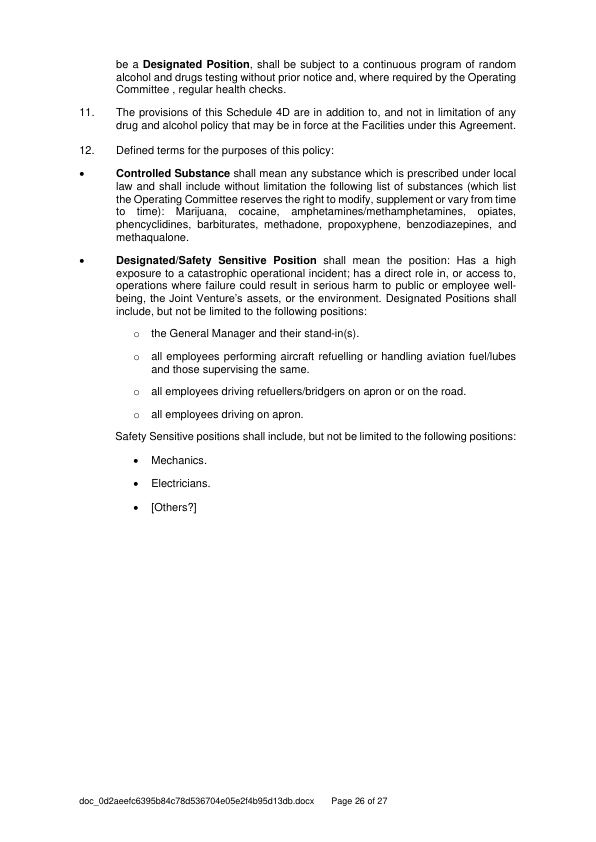 be a Designated Position, shall be subject to a continuous program of random
alcohol and drugs testing without prior notice and, where required by the Operating
Committee , regular health checks.
11. The provisions of this Schedule 4D are in addition to, and not in limitation of any
drug and alcohol policy that may be in force at the Facilities under this Agreement.
12. Defined terms for the purposes of this policy:
• Controlled Substance shall mean any substance which is prescribed under local
law and shall include without limitation the following list of substances (which list
the Operating Committee reserves the right to modify, supplement or vary from time
to time): Marijuana, cocaine, amphetamines/methamphetamines, opiates,
phencyclidines, barbiturates, methadone, propoxyphene, benzodiazepines, and
methaqualone.
• Designated/Safety Sensitive Position shall mean the position: Has a high
exposure to a catastrophic operational incident; has a direct role in, or access to,
operations where failure could result in serious harm to public or employee well-
being, the Joint Venture's assets, or the environment. Designated Positions shall
include, but not be limited to the following positions:
○ the General Manager and their stand-in(s).
○ all employees performing aircraft refuelling or handling aviation fuel/lubes
and those supervising the same.
○ all employees driving refuellers/bridgers on apron or on the road.
○ all employees driving on apron.
Safety Sensitive positions shall include, but not be limited to the following positions:
• Mechanics.
• Electricians.
• [Others?]
doc_0d2aeefc6395b84c78d536704e05e2f4b95d13db.docx Page 26 of 27